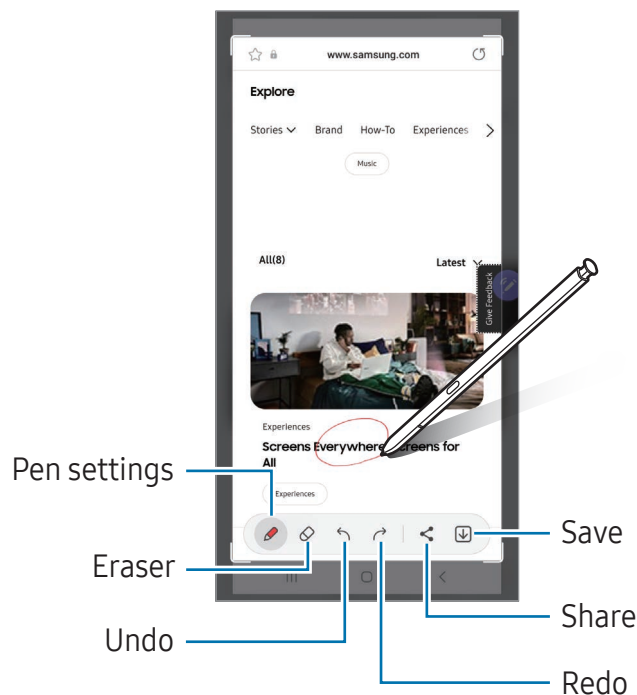 www.samsung.com
Explore
Stories Brand How-To Experiences
Music
All(8) Latest
Give Feedback
Experiences
Screens Everywhere, Screens for
All
Experiences
Pen settings
Eraser
Undo
Save
Share
Redo